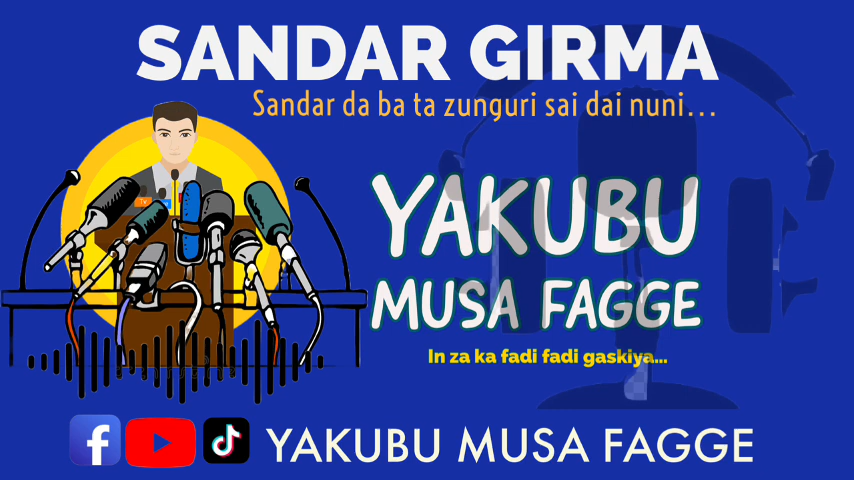 SANDAR GIRMA
Sandar da ba ta zunguri sai dai nuni...
YAKUBU
MUSA FAGGE
In za ka fadi fadi gaskiya...
YAKUBU MUSA FAGGE